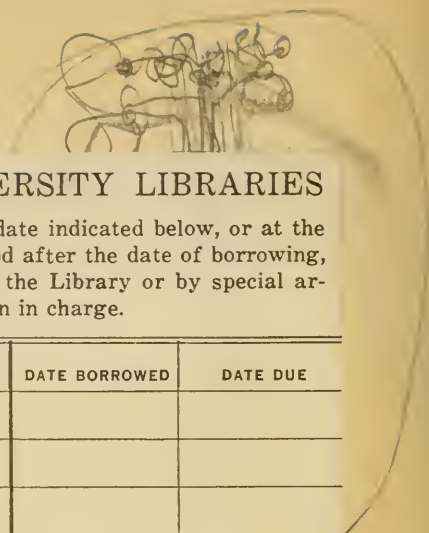 ERSITY LIBRARIES
late indicated below, or at the
d after the date of borrowing,
the Library or by special ar-
n in charge.
DATE BORROWED DATE DUE